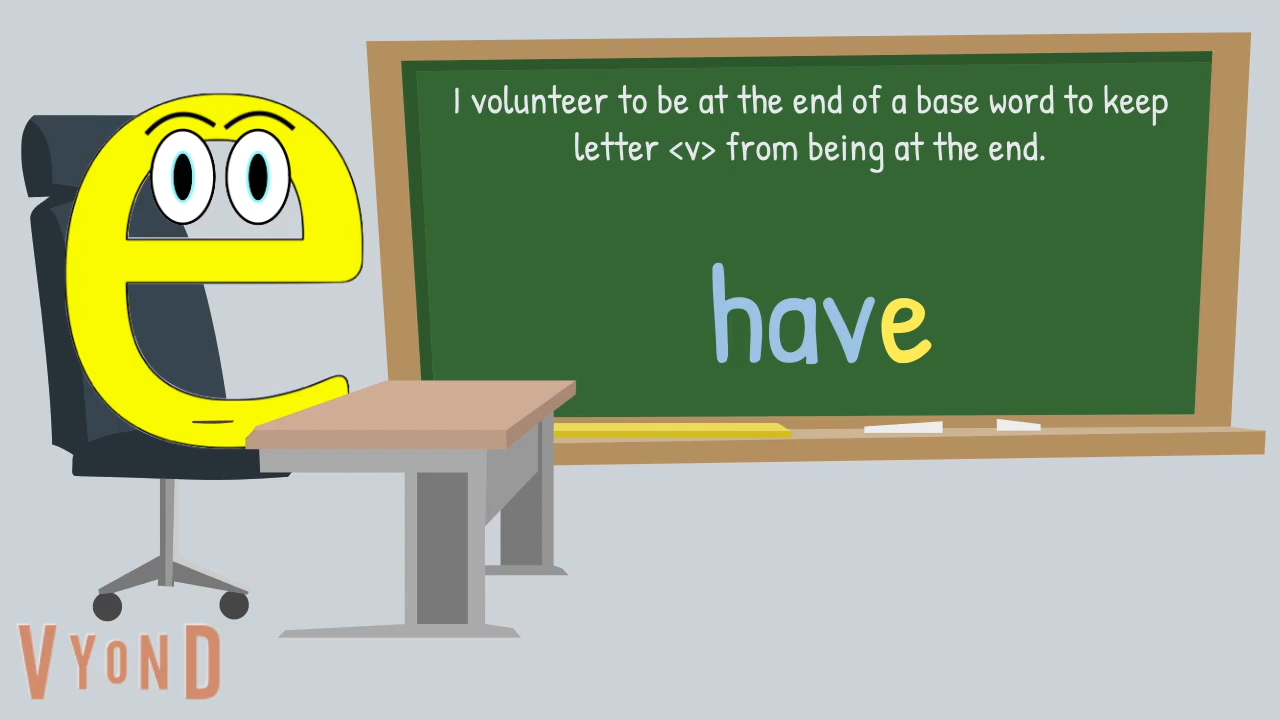 I volunteer to be at the end of a base word to keep
letter <v> from being at the end.
have
e
VYOND